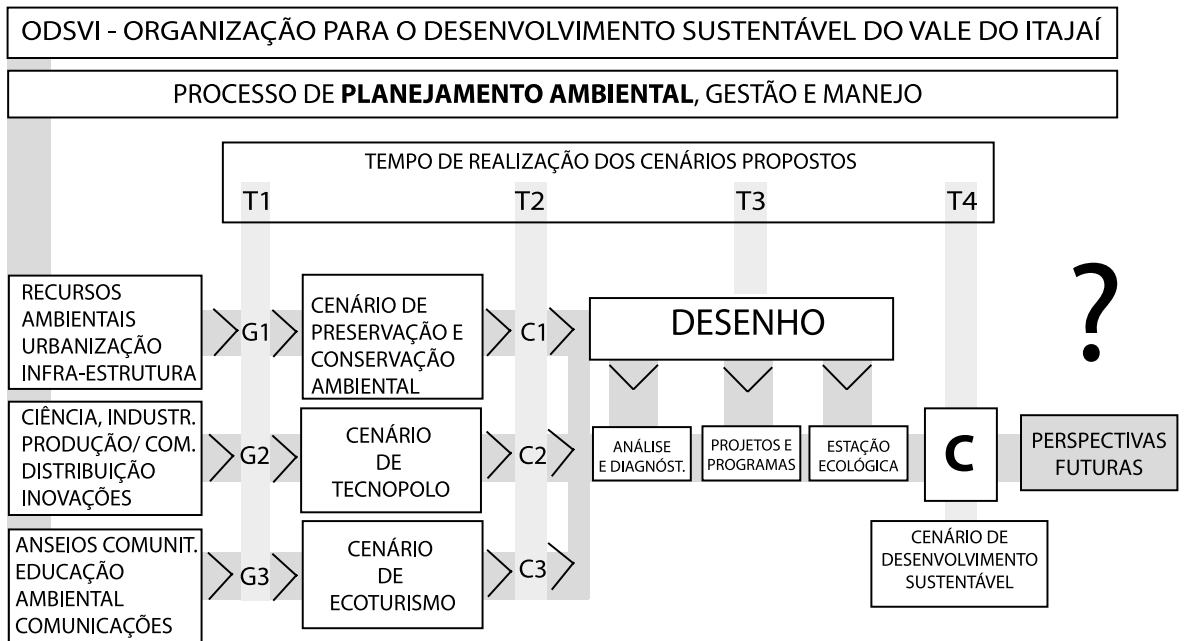 ODSVI - ORGANIZAÇÃO PARA O DESENVOLVIMENTO SUSTENTÁVEL DO VALE DO ITAJAÍ
PROCESSO DE PLANEJAMENTO AMBIENTAL, GESTÃO E MANEJO
TEMPO DE REALIZAÇÃO DOS CENÁRIOS PROPOSTOS
T1 T2 T3 T4
RECURSOS
AMBIENTAIS
URBANIZAÇÃO
INFRA-ESTRUTURA
G1
CENÁRIO DE
PRESERVAÇÃO E
CONSERVAÇÃO
AMBIENTAL
C1
DESENHO
?
CIÊNCIA, INDUSTR.
PRODUÇÃO/ COM.
DISTRIBUIÇÃO
INOVAÇÕES
G2
CENÁRIO
DE
TECNOPOLO
C2
ANÁLISE
E DIAGNÓST.
PROJETOS E
PROGRAMAS
ESTAÇÃO
ECOLÓGICA
C
PERSPECTIVAS
FUTURAS
ANSEIOS COMUNIT.
EDUCAÇÃO
AMBIENTAL
COMUNICAÇÕES
G3
CENÁRIO
DE
ECOTURISMO
C3
CENÁRIO DE
DESENVOLVIMENTO
SUSTENTÁVEL